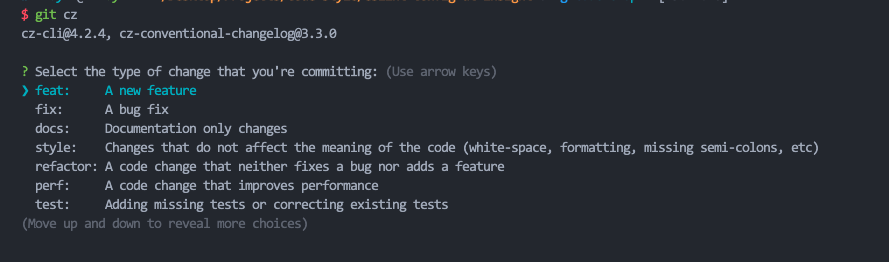 $ git cz
cz-cli@4.2.4, cz-conventional-changelog@3.3.0
? Select the type of change that you're committing: (Use arrow keys)
❯ feat:     A new feature
  fix:      A bug fix
  docs:     Documentation only changes
  style:    Changes that do not affect the meaning of the code (white-space, formatting, missing semi-colons, etc)
  refactor: A code change that neither fixes a bug nor adds a feature
  perf:     A code change that improves performance
  test:     Adding missing tests or correcting existing tests
(Move up and down to reveal more choices)